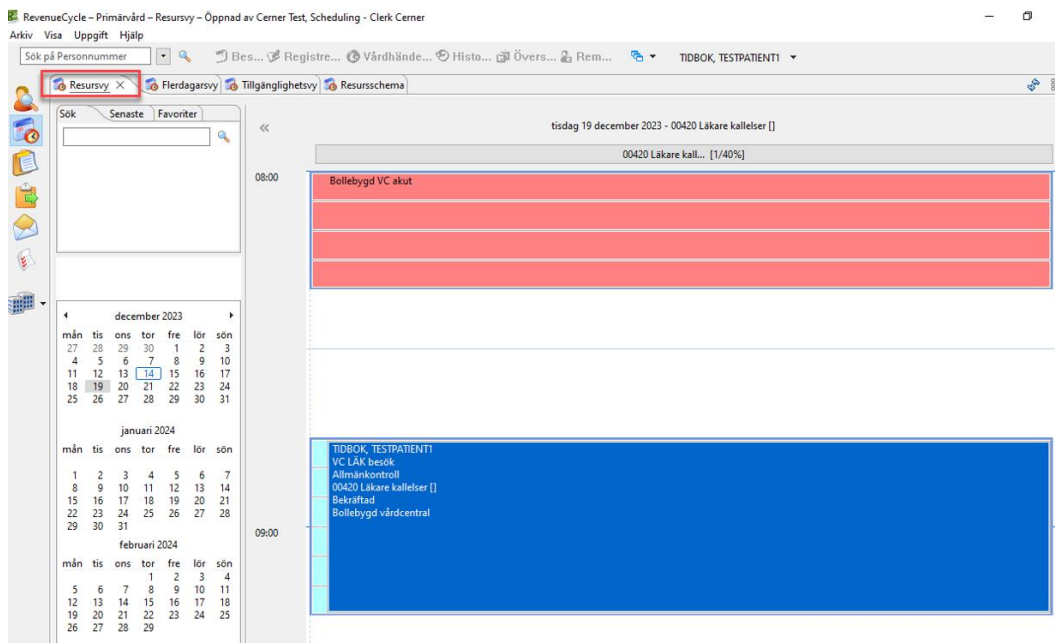 RevenueCycle – Primärvård – Resursvy – Öppnad av Cerner Test, Scheduling - Clerk Cerner
Arkiv Visa Uppgift Hjälp
Sök på Personnummer Bes... Registre... Vårdhände... Histo... Övers... Rem... TIDBOK, TESTPATIENT1
Resursvy Flerdagarsvy Tillgänglighetsvy Resursschema
Sök Senaste Favoriter
tisdag 19 december 2023 - 00420 Läkare kallelser []
00420 Läkare kall... [1/40%]
08:00 Bollebygd VC akut
december 2023
mån tis ons tor fre lör sön
27 28 29 30 1 2 3
4 5 6 7 8 9 10
11 12 13 14 15 16 17
18 19 20 21 22 23 24
25 26 27 28 29 30 31
januari 2024
mån tis ons tor fre lör sön
1 2 3 4 5 6 7
8 9 10 11 12 13 14
15 16 17 18 19 20 21
22 23 24 25 26 27 28
29 30 31
februari 2024
mån tis ons tor fre lör sön
1 2 3 4
5 6 7 8 9 10 11
12 13 14 15 16 17 18
19 20 21 22 23 24 25
26 27 28 29
TIDBOK, TESTPATIENT1
VC LÄK besök
Allmänkontroll
00420 Läkare kallelser []
Bekräftad
Bollebygd vårdcentral
09:00